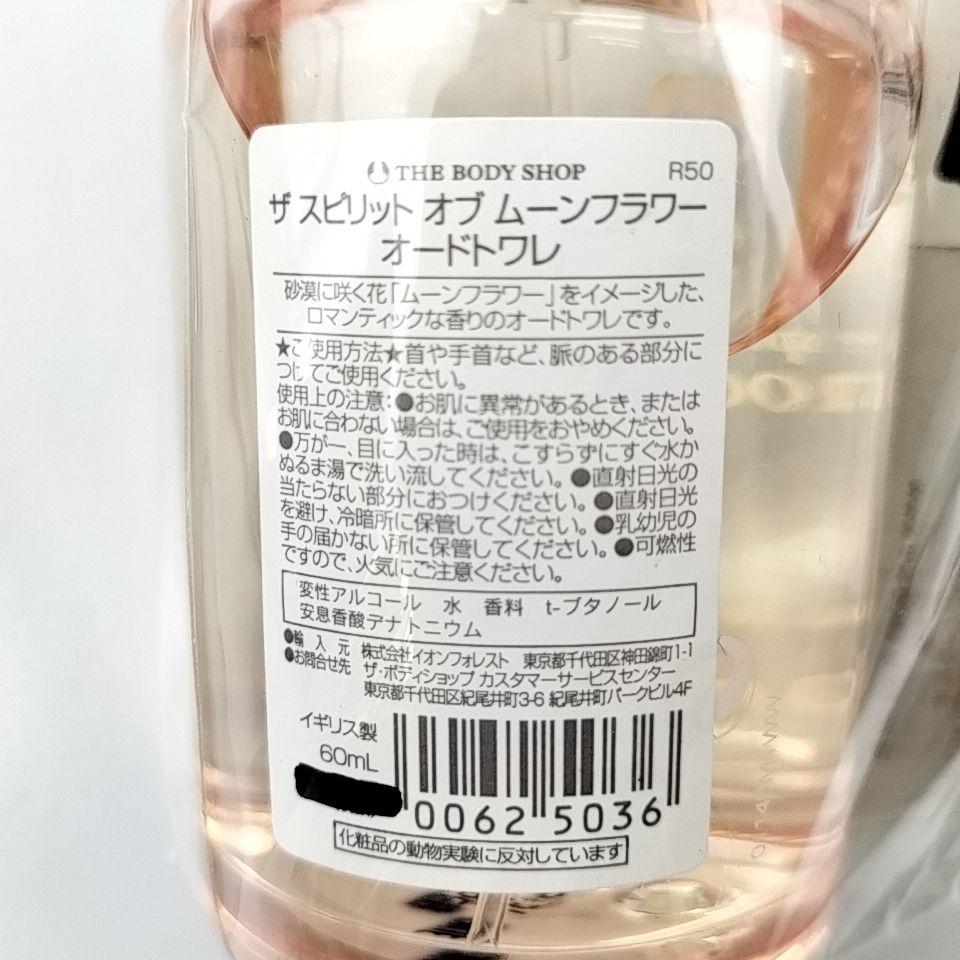 THE BODY SHOP R50
ザ スピリット オブ ムーンフラワー
オードトワレ
砂漠に咲く花「ムーンフラワー」をイメージした、
ロマンティックな香りのオードトワレです。
★ご使用方法★首や手首など、脈のある部分に
つけてご使用ください。
使用上の注意:●お肌に異常があるとき、または
お肌に合わない場合は、ご使用をおやめください。
●万が一、目に入った時は、こすらずにすぐ水か
ぬるま湯で洗い流してください。●直射日光の
当たらない部分におつけください。●直射日光
を避け、冷暗所に保管してください。●乳幼児の
手の届かない所に保管してください。●可燃性
ですので、火気にご注意ください。
変性アルコール 水 香料 t-ブタノール
安息香酸デナトニウム
●輸入元 株式会社イオンフォレスト 東京都千代田区神田錦町1-1
●お問合せ先 ザ・ボディショップ カスタマーサービスセンター
東京都千代田区紀尾井町3-6 紀尾井町パークビル4F
イギリス製
60mL
0062 5036
化粧品の動物実験に反対しています